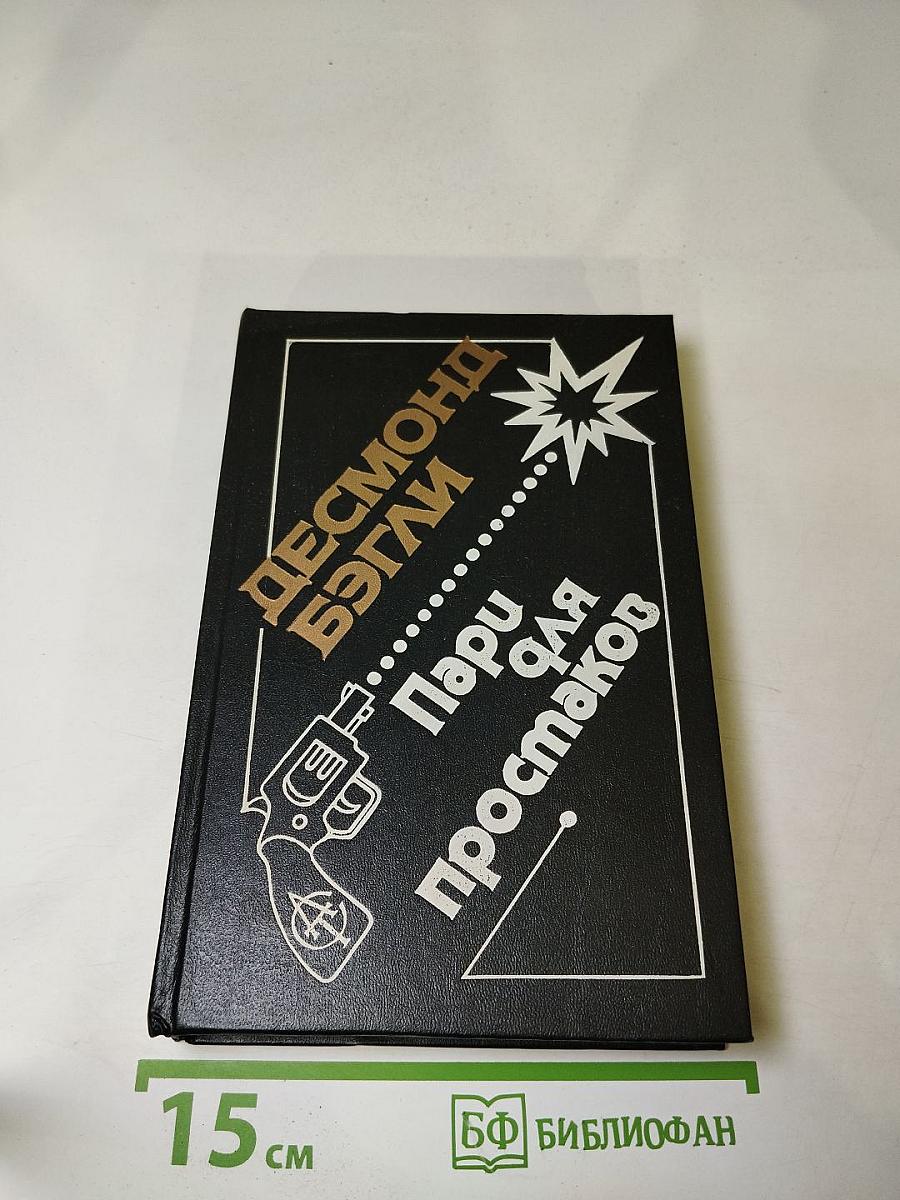 ДЕСМОНД
БЭГЛИ
Пари
для
простаков
15 см
БФ БИБЛИОФАН